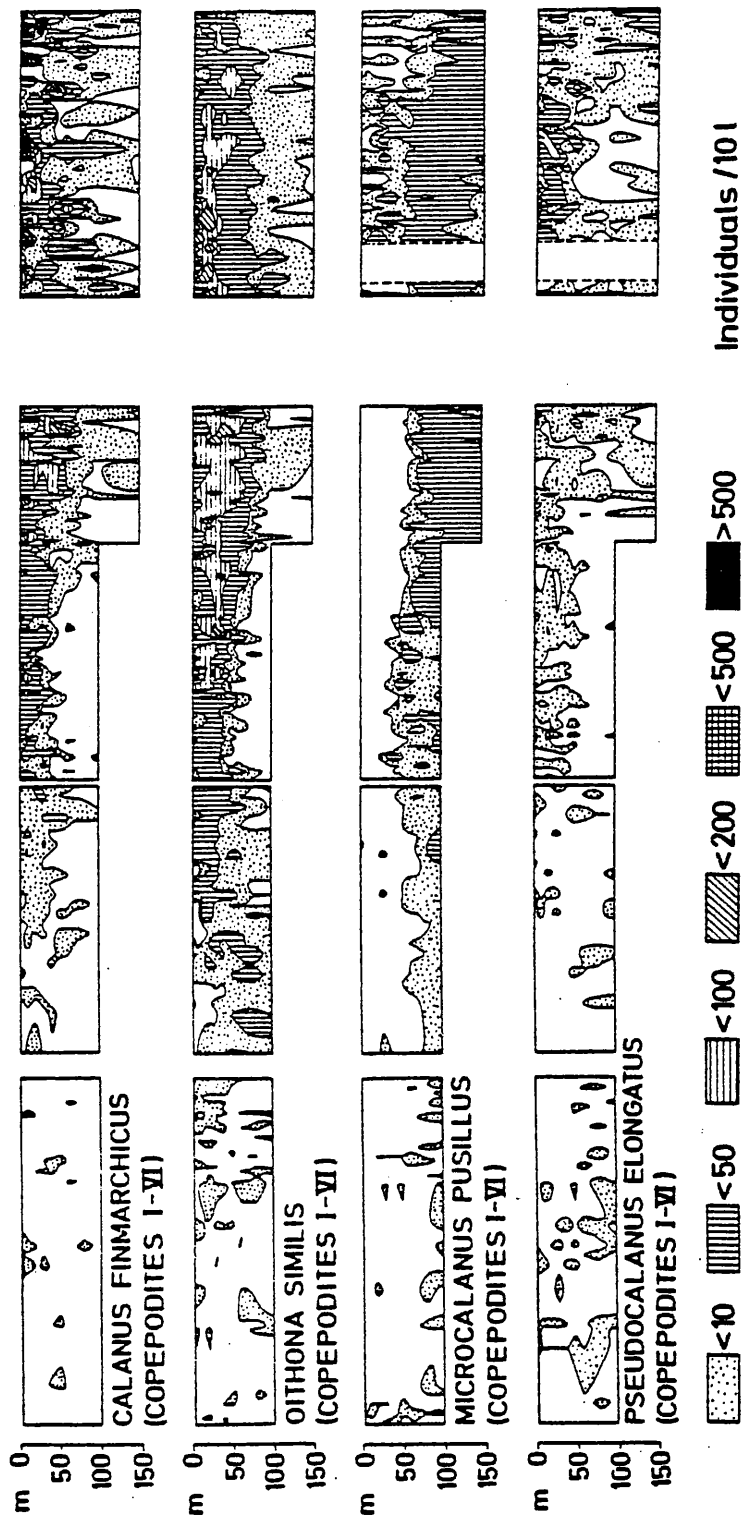 m 0
50
100
150
CALANUS FINMARCHICUS
(COPEPODITES I-VI)
m 0
50
100
150
OITHONA SIMILIS
(COPEPODITES I-VI)
m 0
50
100
150
MICROCALANUS PUSILLUS
(COPEPODITES I-VI)
m 0
50
100
150
PSEUDOCALANUS ELONGATUS
(COPEPODITES I-VI)
<10 <50 <100 <200 <500 >500 Individuals/10 l